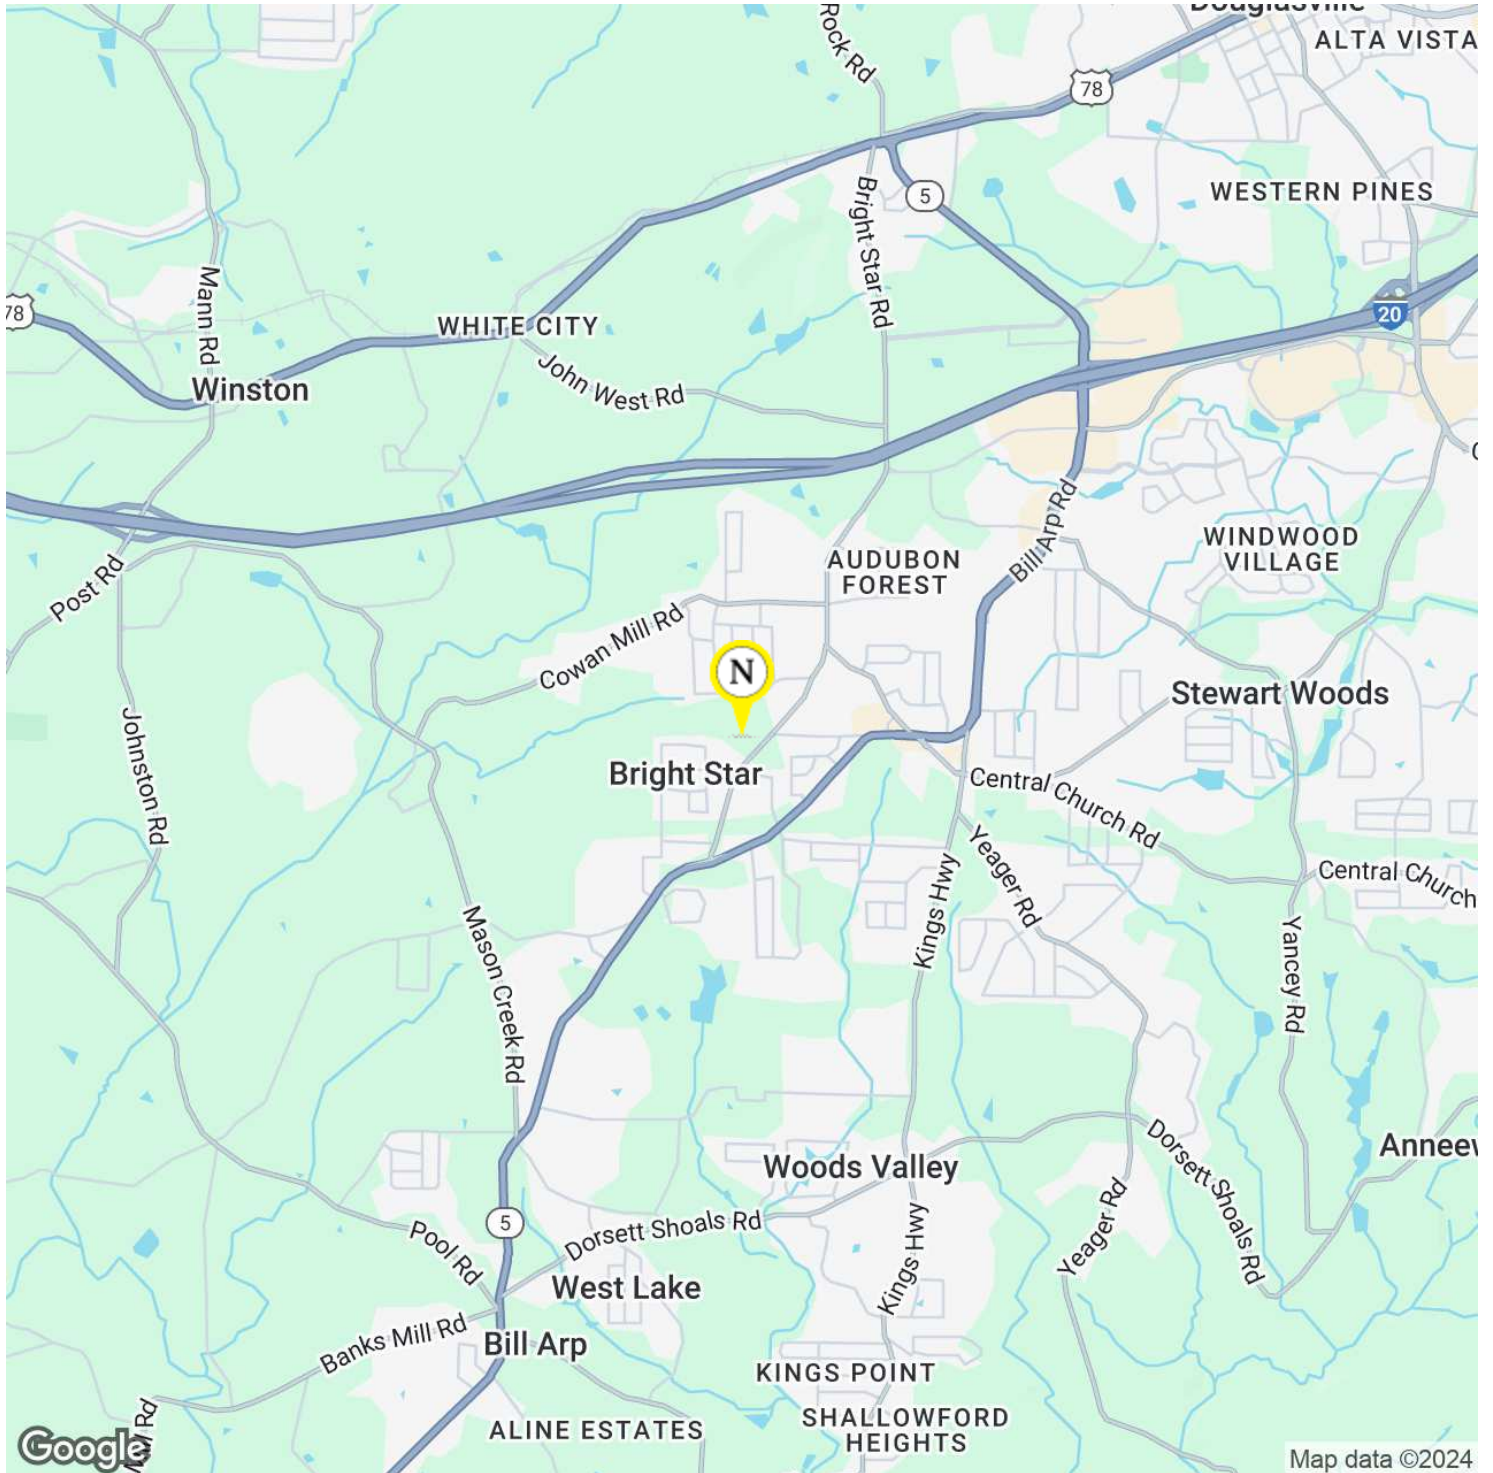 Douglasville
ALTA VISTA
Rock Rd
78
5
WESTERN PINES
Bright Star Rd
Mann Rd
78
WHITE CITY
20
Winston
John West Rd
Bill Arp Rd
AUDUBON
FOREST
WINDWOOD
VILLAGE
Post Rd
Cowan Mill Rd
N
Stewart Woods
Johnston Rd
Bright Star
Central Church Rd
Yeager Rd
Central Church
Kings Hwy
Mason Creek Rd
Yancey Rd
Woods Valley
Dorsett Shoals Rd
5
Dorsett Shoals Rd
Pool Rd
Yeager Rd
Kings Hwy
West Lake
Banks Mill Rd
Bill Arp
KINGS POINT
ALINE ESTATES
SHALLOWFORD
HEIGHTS
Rd
Google
Map data ©2024